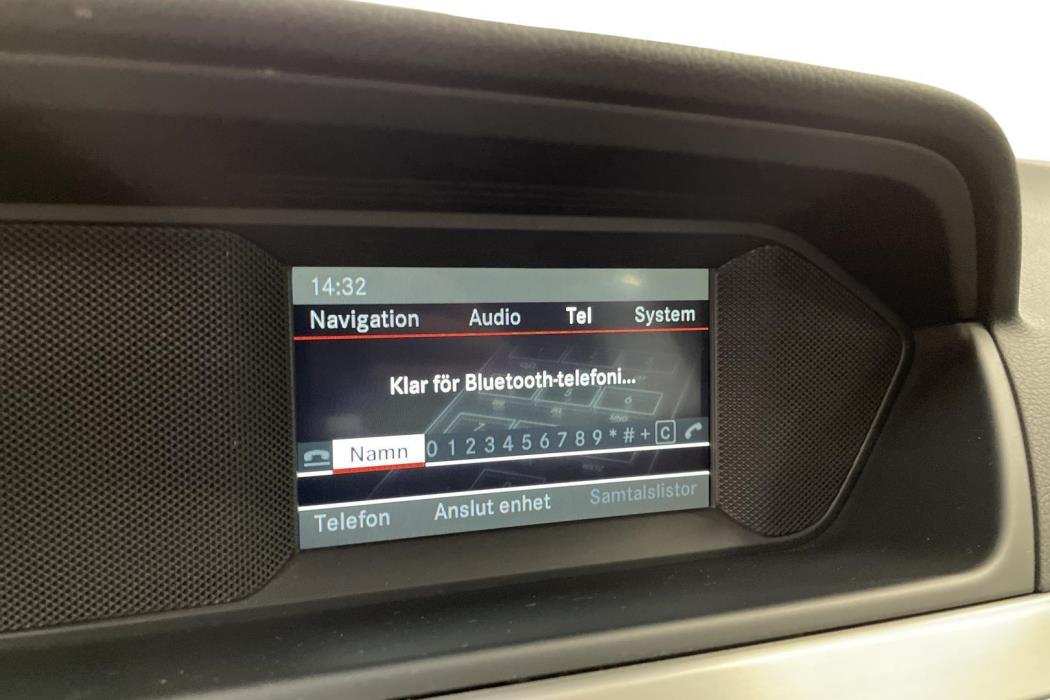 14:32
Navigation Audio Tel System
Klar för Bluetooth-telefoni...
Namn 0 1 2 3 4 5 6 7 8 9 * # + C
Telefon Anslut enhet Samtalslistor